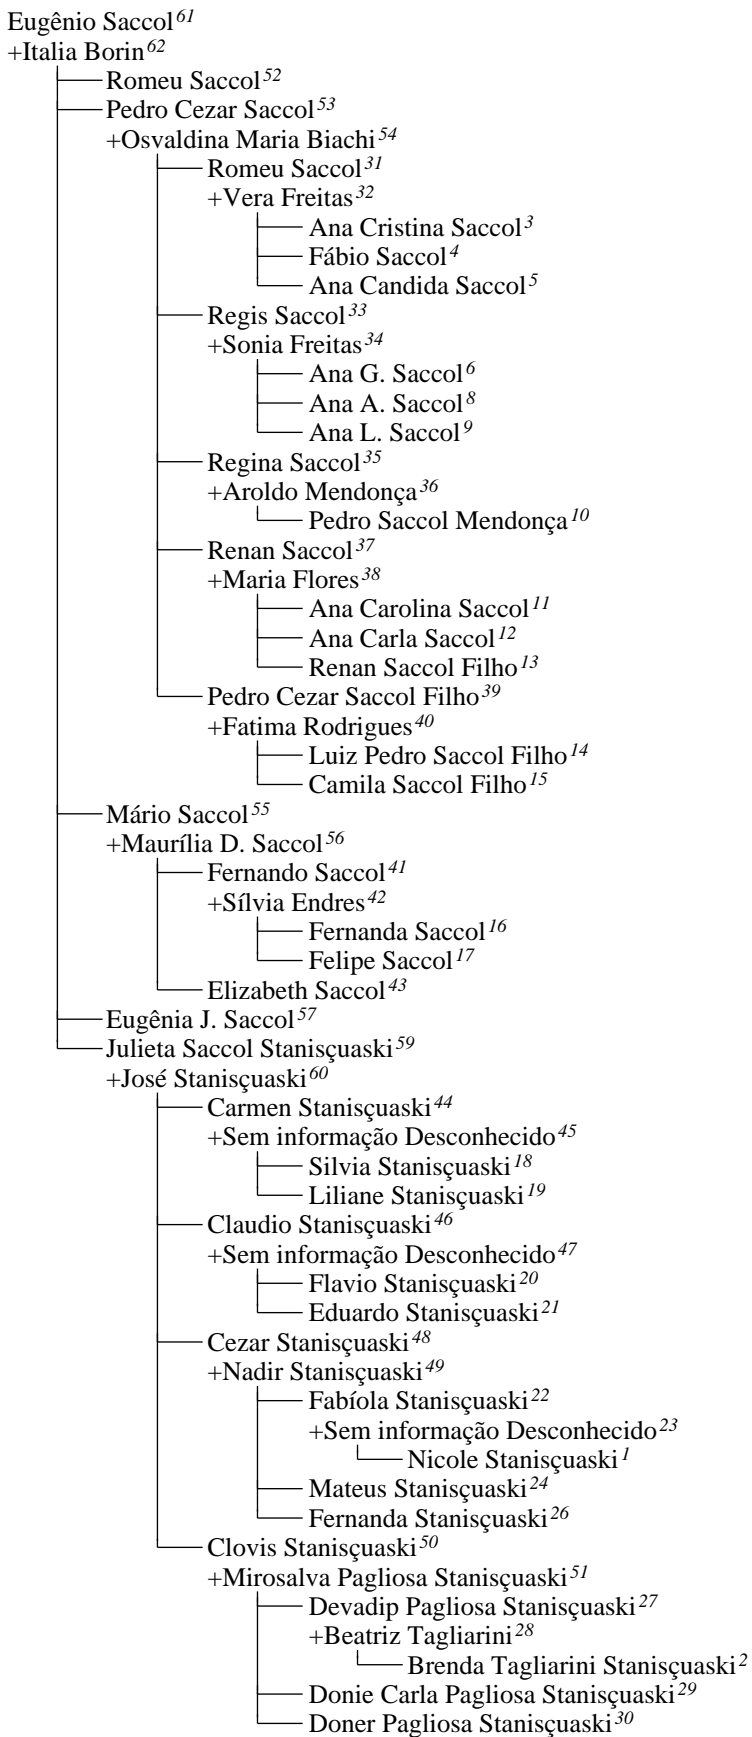 Eugênio Saccol61
+Italia Borin62
Romeu Saccol52
Pedro Cezar Saccol53
+Osvaldina Maria Biachi54
Romeu Saccol31
+Vera Freitas32
Ana Cristina Saccol3
Fábio Saccol4
Ana Candida Saccol5
Regis Saccol33
+Sonia Freitas34
Ana G. Saccol6
Ana A. Saccol8
Ana L. Saccol9
Regina Saccol35
+Aroldo Mendonça36
Pedro Saccol Mendonça10
Renan Saccol37
+Maria Flores38
Ana Carolina Saccol11
Ana Carla Saccol12
Renan Saccol Filho13
Pedro Cezar Saccol Filho39
+Fatima Rodrigues40
Luiz Pedro Saccol Filho14
Camila Saccol Filho15
Mário Saccol55
+Maurília D. Saccol56
Fernando Saccol41
+Sílvia Endres42
Fernanda Saccol16
Felipe Saccol17
Elizabeth Saccol43
Eugênia J. Saccol57
Julieta Saccol Stanisçuaski59
+José Stanisçuaski60
Carmen Stanisçuaski44
+Sem informação Desconhecido45
Silvia Stanisçuaski18
Liliane Stanisçuaski19
Claudio Stanisçuaski46
+Sem informação Desconhecido47
Flavio Stanisçuaski20
Eduardo Stanisçuaski21
Cezar Stanisçuaski48
+Nadir Stanisçuaski49
Fabíola Stanisçuaski22
+Sem informação Desconhecido23
Nicole Stanisçuaski1
Mateus Stanisçuaski24
Fernanda Stanisçuaski26
Clovis Stanisçuaski50
+Mirosalva Pagliosa Stanisçuaski51
Devadip Pagliosa Stanisçuaski27
+Beatriz Tagliarini28
Brenda Tagliarini Stanisçuaski2
Donie Carla Pagliosa Stanisçuaski29
Doner Pagliosa Stanisçuaski30